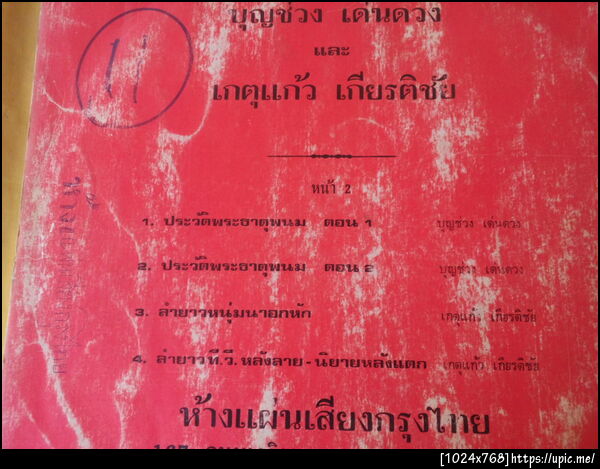 บุญช่วง เด่นดวง
และ
เกตุแก้ว เกียรติชัย
หน้า 2
1. ประวัติพระธาตุพนม ตอน 1 บุญช่วง เด่นดวง
2. ประวัติพระธาตุพนม ตอน 2 บุญช่วง เด่นดวง
3. ลำยาวหนุ่มนาอกหัก เกตุแก้ว เกียรติชัย
4. ลำยาวที.วี.หลังลาย - นิยายหลังแตก เกตุแก้ว เกียรติชัย
ห้างแผ่นเสียงกรุงไทย
[1024x768]https://upic.me/